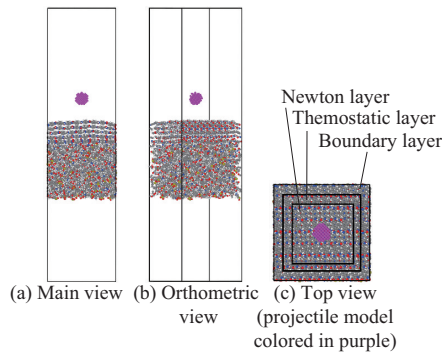 Newton layer
Themostatic layer
Boundary layer
(a) Main view
(b) Orthometric
view
(c) Top view
(projectile model
colored in purple)